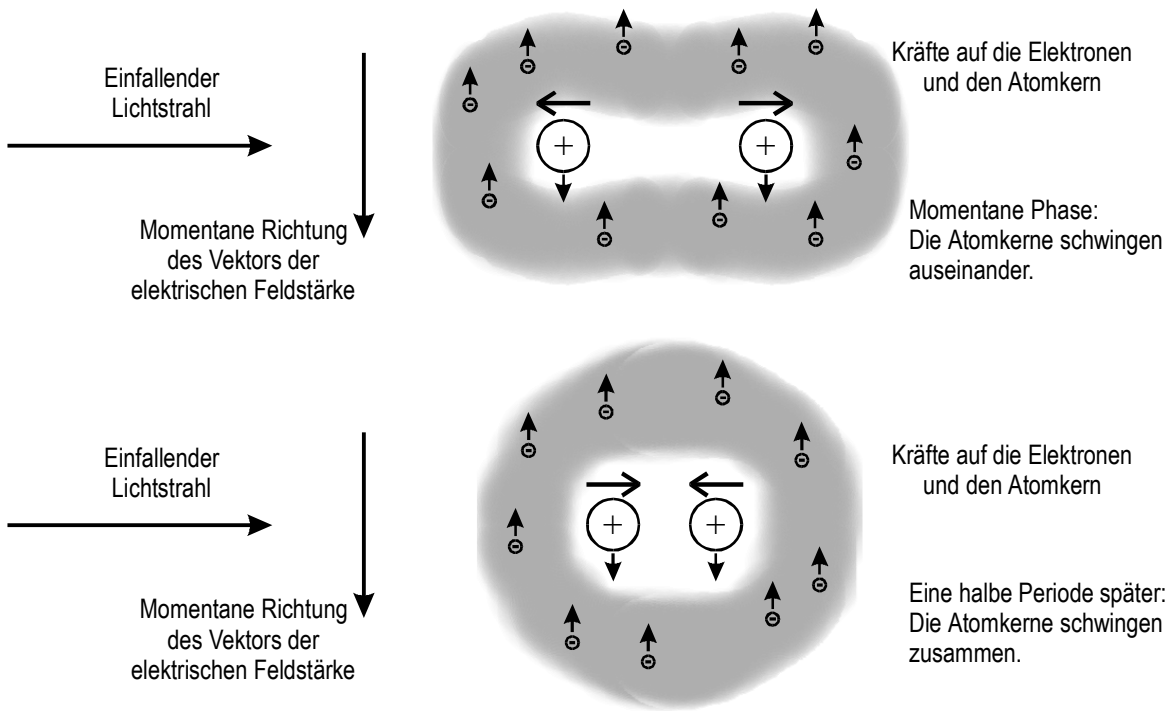 Einfallender
Lichtstrahl
Momentane Richtung
des Vektors der
elektrischen Feldstärke
+
+
Kräfte auf die Elektronen
und den Atomkern
Momentane Phase:
Die Atomkerne schwingen
auseinander.
Einfallender
Lichtstrahl
Momentane Richtung
des Vektors der
elektrischen Feldstärke
+
+
Kräfte auf die Elektronen
und den Atomkern
Eine halbe Periode später:
Die Atomkerne schwingen
zusammen.